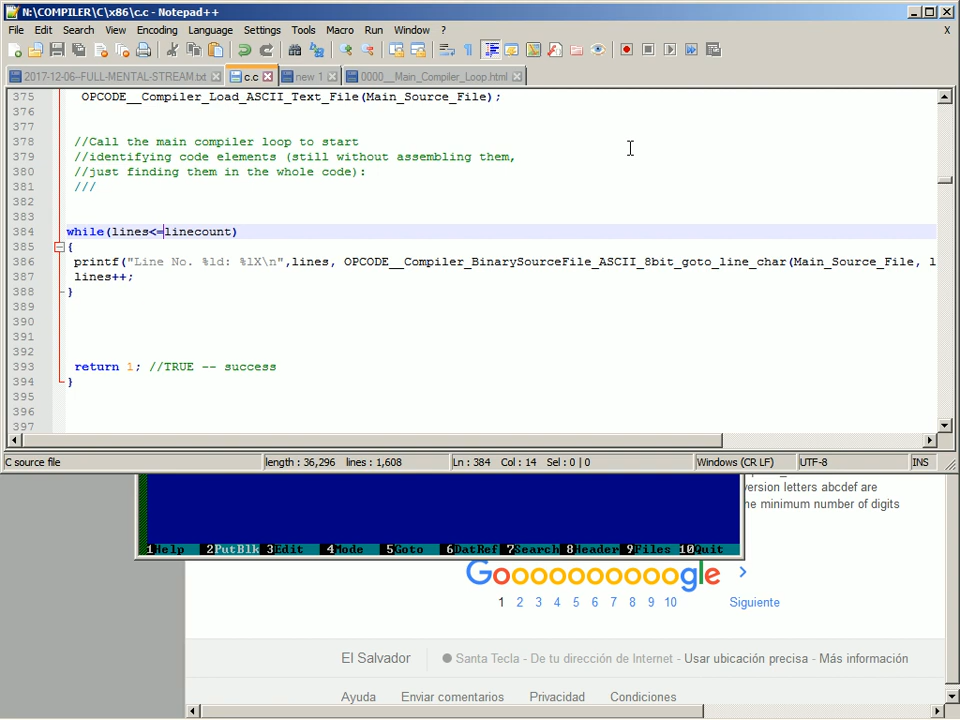 N:\COMPILER\C\x86\c.c - Notepad++
File Edit Search View Encoding Language Settings Tools Macro Run Window ? X
2017-12-06--FULL-MENTAL-STREAM.txt c.c new 1 0000__Main_Compiler_Loop.html
375 OPCODE__Compiler_Load_ASCII_Text_File(Main_Source_File);
376
377
378 //Call the main compiler loop to start
379 //identifying code elements (still without assembling them,
380 //just finding them in the whole code):
381 ///
382
383
384 while(lines<=linecount)
385 {
386 printf("Line No. %ld: %lX\n",lines, OPCODE__Compiler_BinarySourceFile_ASCII_8bit_goto_line_char(Main_Source_File, l
387 lines++;
388 }
389
390
391
392
393 return 1; //TRUE -- success
394 }
395
396
397
C source file length : 36,296 lines : 1,608 Ln : 384 Col : 14 Sel : 0 | 0 Windows (CR LF) UTF-8 INS
version letters abcdef are
he minimum number of digits
1Help 2PutBlk 3Edit 4Mode 5Goto 6DatRef 7Search 8Header 9Files 10Quit
Goooooooooogle
1 2 3 4 5 6 7 8 9 10 Siguiente
El Salvador Santa Tecla - De tu dirección de Internet - Usar ubicación precisa - Más información
Ayuda Enviar comentarios Privacidad Condiciones